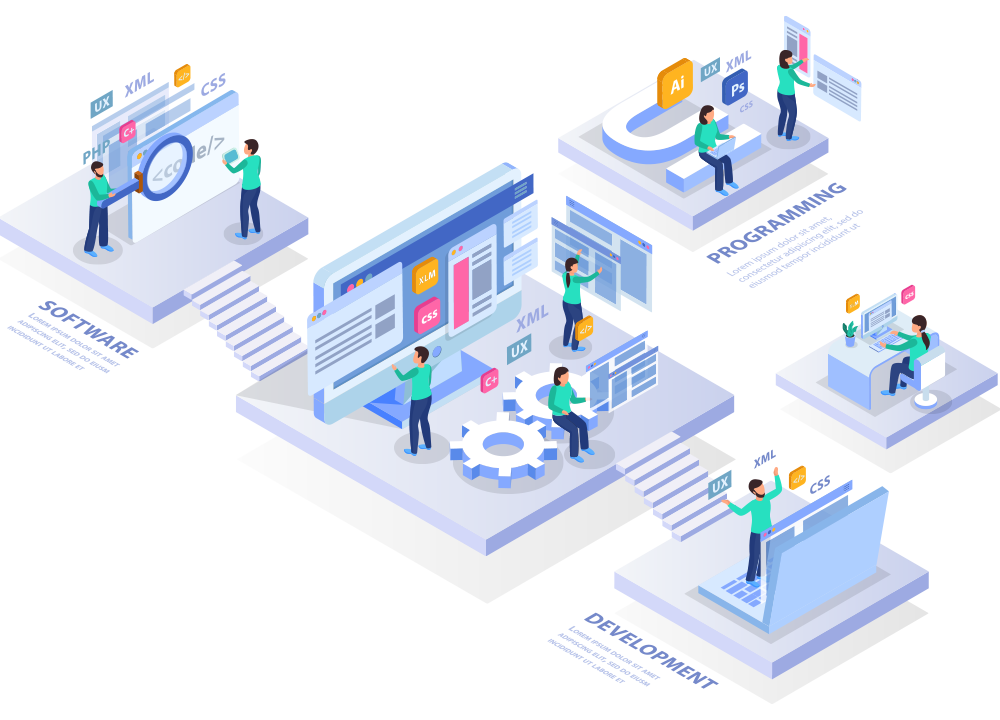 UX
XML
</>
CSS
C+
PHP
<code/>
SOFTWARE
LOREM IPSUM DOLOR SIT AMET
ADIPISCING ELIT, SED DO EIUSM
INCIDIDUNT UT LABORE ET
XLM
CSS
XML
UX
C+
</>
Ai
UX
XML
Ps
CSS
PROGRAMMING
Lorem ipsum dolor sit amet,
consectetur adipiscing elit, sed do
eiusmod tempor incididunt ut
CSS
UX
XML
</>
CSS
DEVELOPMENT
LOREM IPSUM DOLOR SIT AMET
ADIPISCING ELIT, SED DO EIUSM
INCIDIDUNT UT LABORE ET